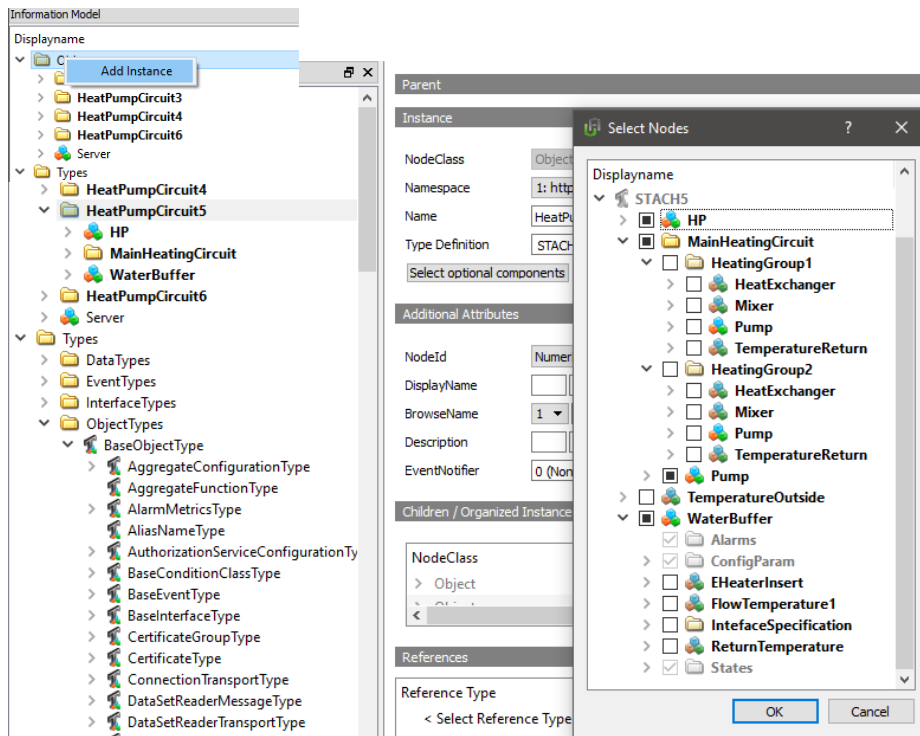 Information Model
Displayname
Add Instance
HeatPumpCircuit3
HeatPumpCircuit4
HeatPumpCircuit6
Server
Types
HeatPumpCircuit4
HeatPumpCircuit5
HP
MainHeatingCircuit
WaterBuffer
HeatPumpCircuit6
Server
Types
DataTypes
EventTypes
InterfaceTypes
ObjectTypes
BaseObjectType
AggregateConfigurationType
AggregateFunctionType
AlarmMetricsType
AliasNameType
AuthorizationServiceConfigurationTy
BaseConditionClassType
BaseEventType
BaseInterfaceType
CertificateGroupType
CertificateType
ConnectionTransportType
DataSetReaderMessageType
DataSetReaderTransportType
Parent
Instance
NodeClass Object
Namespace 1: http
Name HeatPu
Type Definition STACH
Select optional components
Additional Attributes
NodeId Numer
DisplayName
BrowseName 1
Description
EventNotifier 0 (Non
Children / Organized Instance
NodeClass
Object
References
Reference Type
< Select Reference Type
Select Nodes ?
Displayname
STACH5
HP
MainHeatingCircuit
HeatingGroup1
HeatExchanger
Mixer
Pump
TemperatureReturn
HeatingGroup2
HeatExchanger
Mixer
Pump
TemperatureReturn
Pump
TemperatureOutside
WaterBuffer
Alarms
ConfigParam
EHeaterInsert
FlowTemperature1
IntefaceSpecification
ReturnTemperature
States
OK Cancel